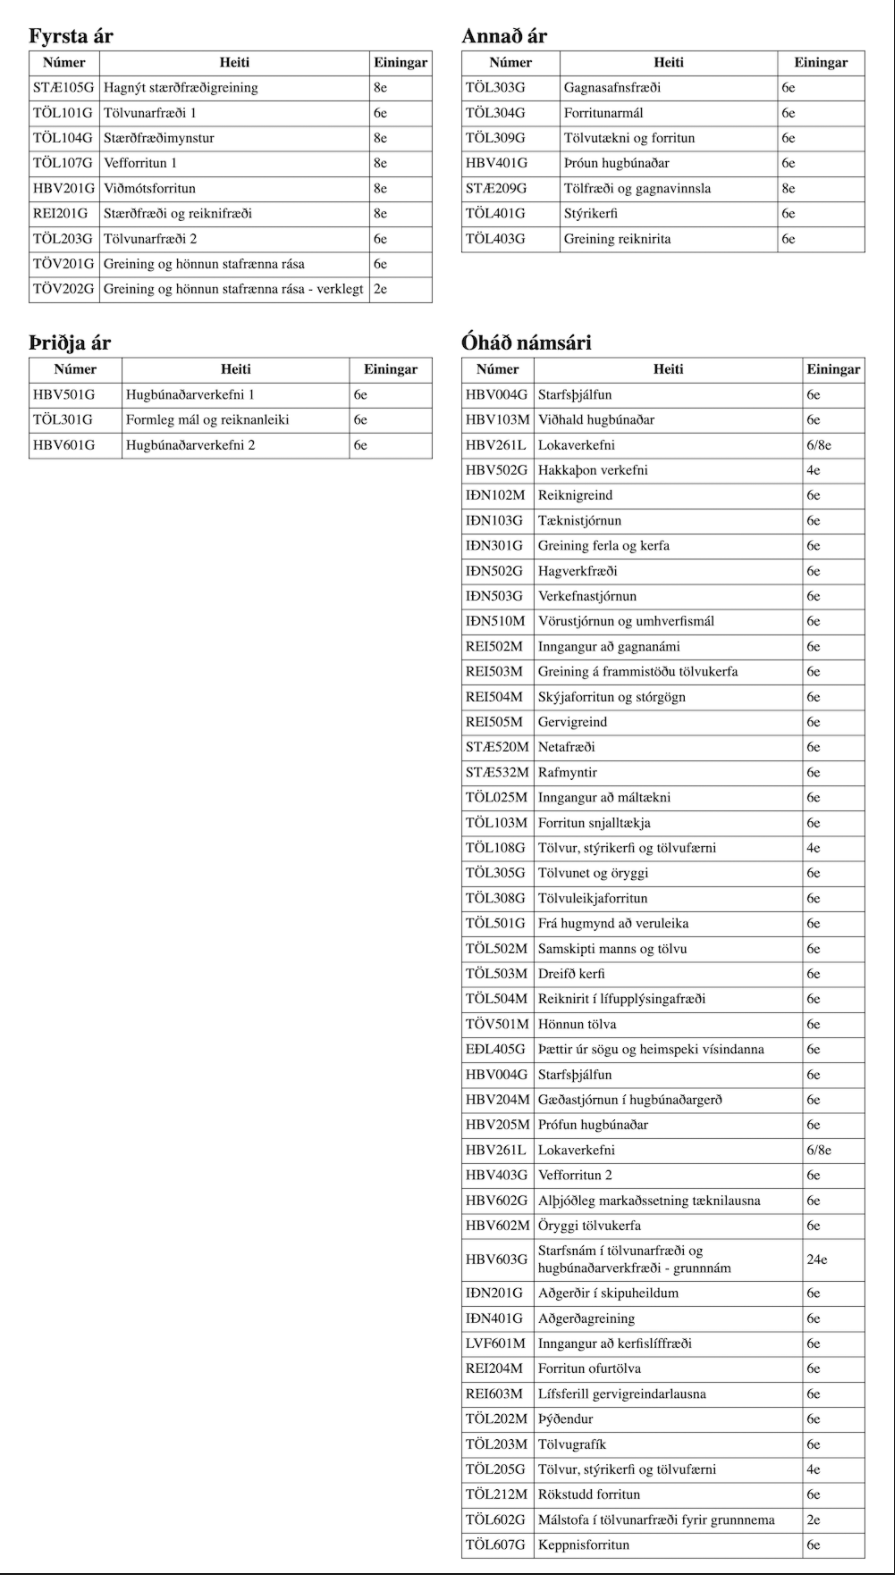 Fyrsta ár
Númer Heiti Einingar
STÆ105G Hagnýt stærðfræðigreining 8e
TÖL101G Tölvunarfræði 1 6e
TÖL104G Stærðfræðimynstur 8e
TÖL107G Vefforritun 1 8e
HBV201G Viðmótsforritun 8e
REI201G Stærðfræði og reiknifræði 8e
TÖL203G Tölvunarfræði 2 6e
TÖV201G Greining og hönnun stafrænna rása 6e
TÖV202G Greining og hönnun stafrænna rása - verklegt 2e
Annað ár
Númer Heiti Einingar
TÖL303G Gagnasafnsfræði 6e
TÖL304G Forritunarmál 6e
TÖL309G Tölvutækni og forritun 6e
HBV401G Þróun hugbúnaðar 6e
STÆ209G Tölfræði og gagnavinnsla 8e
TÖL401G Stýrikerfi 6e
TÖL403G Greining reiknirita 6e
Þriðja ár
Númer Heiti Einingar
HBV501G Hugbúnaðarverkefni 1 6e
TÖL301G Formleg mál og reiknanleiki 6e
HBV601G Hugbúnaðarverkefni 2 6e
Óháð námsári
Númer Heiti Einingar
HBV004G Starfsþjálfun 6e
HBV103M Viðhald hugbúnaðar 6e
HBV261L Lokaverkefni 6/8e
HBV502G Hakkaþon verkefni 4e
IÐN102M Reiknigreind 6e
IÐN103G Tæknistjórnun 6e
IÐN301G Greining ferla og kerfa 6e
IÐN502G Hagverkfræði 6e
IÐN503G Verkefnastjórnun 6e
IÐN510M Vörustjórnun og umhverfismál 6e
REI502M Inngangur að gagnanámi 6e
REI503M Greining á frammistöðu tölvukerfa 6e
REI504M Skýjaforritun og stórgögn 6e
REI505M Gervigreind 6e
STÆ520M Netafræði 6e
STÆ532M Rafmyntir 6e
TÖL025M Inngangur að máltækni 6e
TÖL103M Forritun snjalltækja 6e
TÖL108G Tölvur, stýrikerfi og tölvufærni 4e
TÖL305G Tölvunet og öryggi 6e
TÖL308G Tölvuleikjaforritun 6e
TÖL501G Frá hugmynd að veruleika 6e
TÖL502M Samskipti manns og tölvu 6e
TÖL503M Dreifð kerfi 6e
TÖL504M Reiknirit í lífupplýsingafræði 6e
TÖV501M Hönnun tölva 6e
EÐL405G Þættir úr sögu og heimspeki vísindanna 6e
HBV004G Starfsþjálfun 6e
HBV204M Gæðastjórnun í hugbúnaðargerð 6e
HBV205M Prófun hugbúnaðar 6e
HBV261L Lokaverkefni 6/8e
HBV403G Vefforritun 2 6e
HBV602G Alþjóðleg markaðssetning tæknilausna 6e
HBV602M Öryggi tölvukerfa 6e
HBV603G Starfsnám í tölvunarfræði og
hugbúnaðarverkfræði - grunnnám 24e
IÐN201G Aðgerðir í skipuheildum 6e
IÐN401G Aðgerðagreining 6e
LVF601M Inngangur að kerfislíffræði 6e
REI204M Forritun ofurtölva 6e
REI603M Lífsferill gervigreindarlausna 6e
TÖL202M Þýðendur 6e
TÖL203M Tölvugrafík 6e
TÖL205G Tölvur, stýrikerfi og tölvufærni 4e
TÖL212M Rökstudd forritun 6e
TÖL602G Málstofa í tölvunarfræði fyrir grunnnema 2e
TÖL607G Keppnisforritun 6e